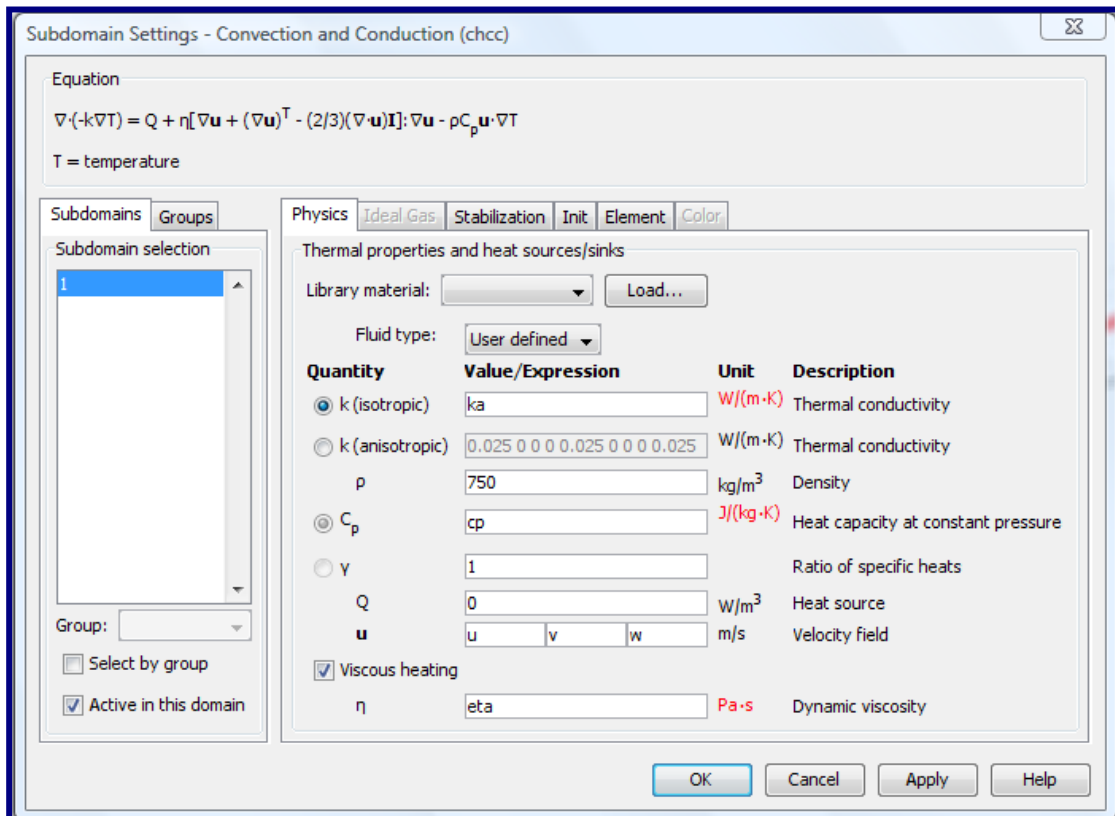 Subdomain Settings - Convection and Conduction (chcc)
Equation
∇·(-k∇T) = Q + η[∇u + (∇u)ᵀ - (2/3)(∇·u)I]:∇u - ρCₚu·∇T
T = temperature
Subdomains Groups
Subdomain selection
1
Group:
Select by group
Active in this domain
Physics Ideal Gas Stabilization Init Element Color
Thermal properties and heat sources/sinks
Library material: Load...
Fluid type: User defined
Quantity Value/Expression Unit Description
k (isotropic) ka W/(m·K) Thermal conductivity
k (anisotropic) 0.025 0 0 0 0.025 0 0 0 0.025 W/(m·K) Thermal conductivity
ρ 750 kg/m³ Density
Cₚ cp J/(kg·K) Heat capacity at constant pressure
γ 1 Ratio of specific heats
Q 0 W/m³ Heat source
u u v w m/s Velocity field
Viscous heating
η eta Pa·s Dynamic viscosity
OK Cancel Apply Help